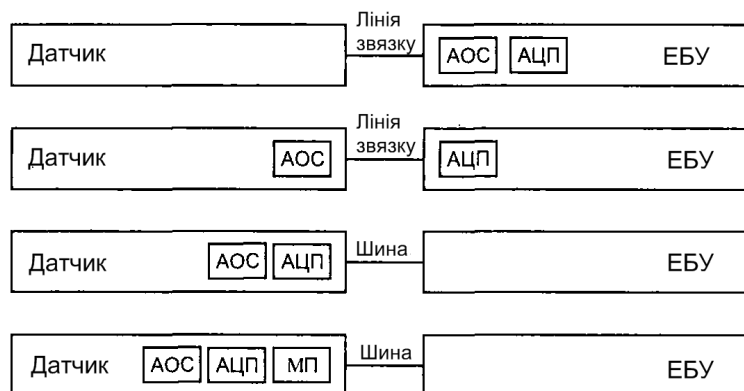 Лінія
звязку
Датчик АОС АЦП ЕБУ
Лінія
звязку
Датчик АОС АЦП ЕБУ
Датчик АОС АЦП Шина ЕБУ
Датчик АОС АЦП МП Шина ЕБУ